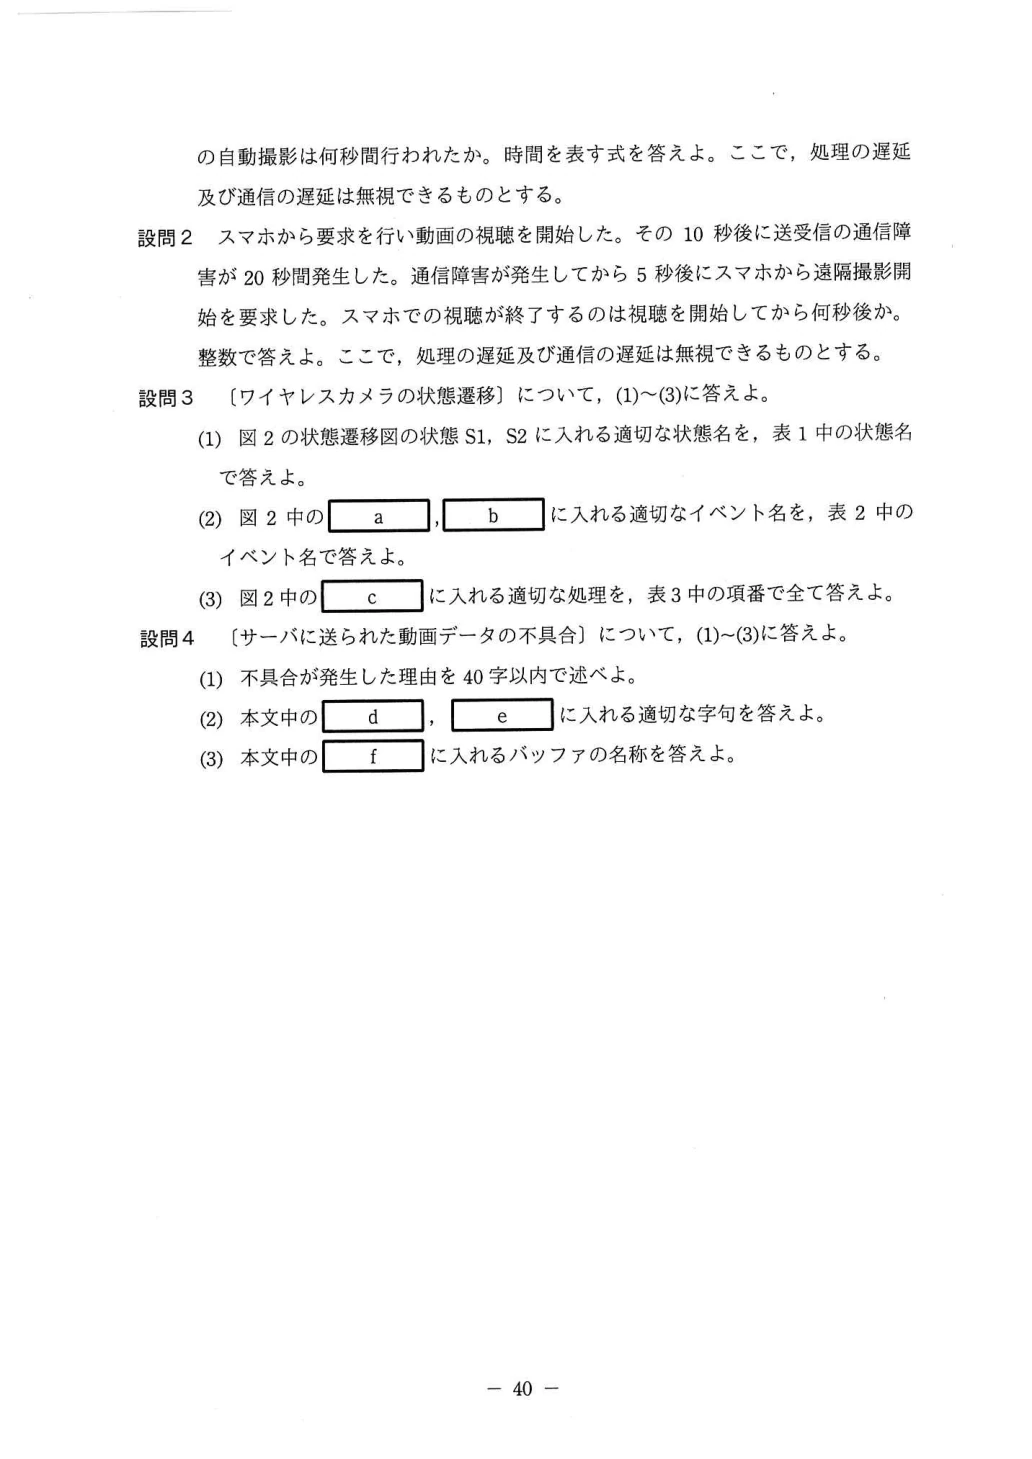 の自動撮影は何秒間行われたか。時間を表す式を答えよ。ここで，処理の遅延
及び通信の遅延は無視できるものとする。
設問２　スマホから要求を行い動画の視聴を開始した。その 10 秒後に送受信の通信障
害が 20 秒間発生した。通信障害が発生してから 5 秒後にスマホから遠隔撮影開
始を要求した。スマホでの視聴が終了するのは視聴を開始してから何秒後か。
整数で答えよ。ここで，処理の遅延及び通信の遅延は無視できるものとする。
設問３　〔ワイヤレスカメラの状態遷移〕について，(1)～(3)に答えよ。
(1) 図 2 の状態遷移図の状態 S1，S2 に入れる適切な状態名を，表 1 中の状態名
で答えよ。
(2) 図 2 中の a ， b に入れる適切なイベント名を，表 2 中の
イベント名で答えよ。
(3) 図 2 中の c に入れる適切な処理を，表 3 中の項番で全て答えよ。
設問４　〔サーバに送られた動画データの不具合〕について，(1)～(3)に答えよ。
(1) 不具合が発生した理由を 40 字以内で述べよ。
(2) 本文中の d ， e に入れる適切な字句を答えよ。
(3) 本文中の f に入れるバッファの名称を答えよ。
－ 40 －